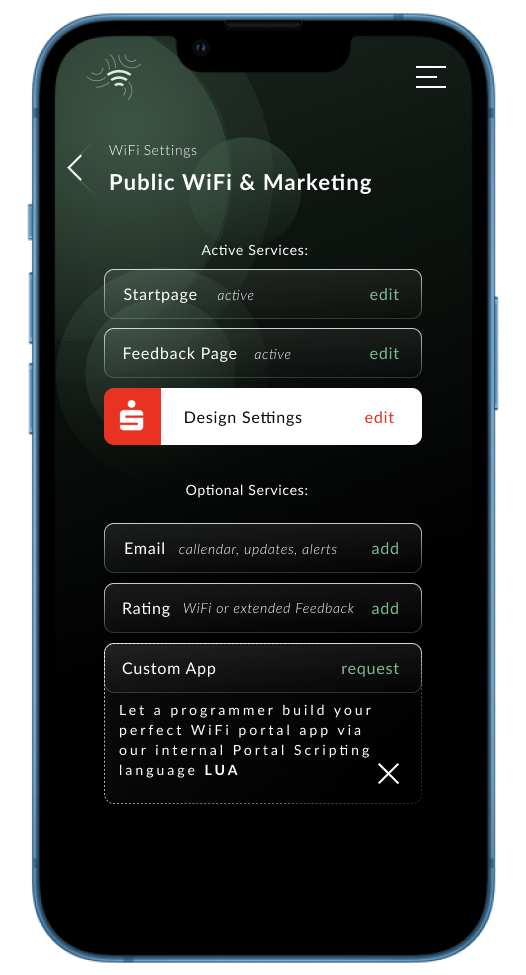 WiFi Settings
Public WiFi & Marketing
Active Services:
Startpage active edit
Feedback Page active edit
Design Settings edit
Optional Services:
Email callendar, updates, alerts add
Rating WiFi or extended Feedback add
Custom App request
Let a programmer build your
perfect WiFi portal app via
our internal Portal Scripting
language LUA